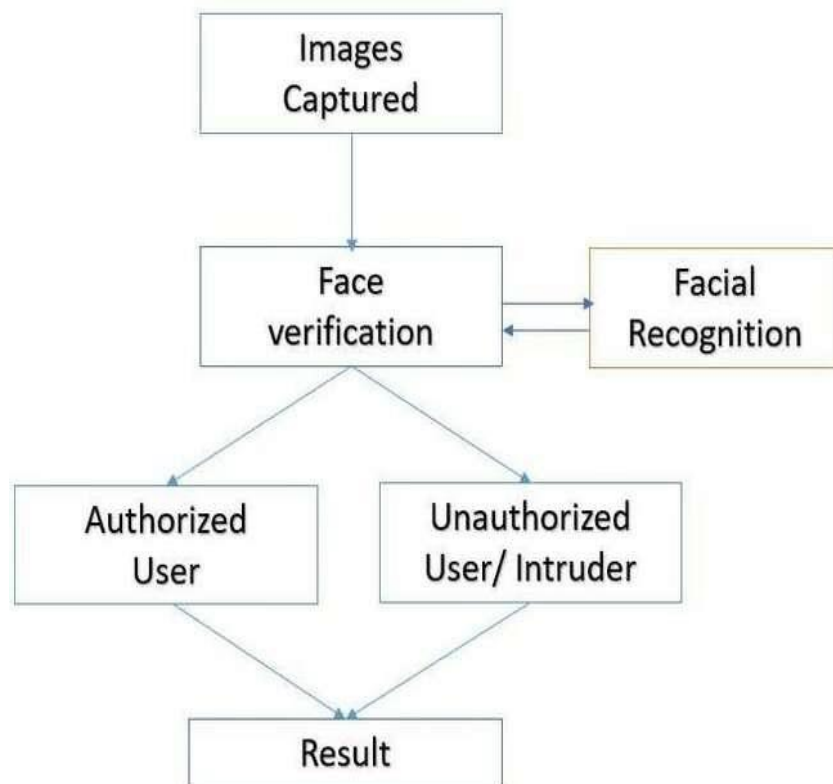 Images
Captured
Face
verification
Facial
Recognition
Authorized
User
Unauthorized
User/ Intruder
Result